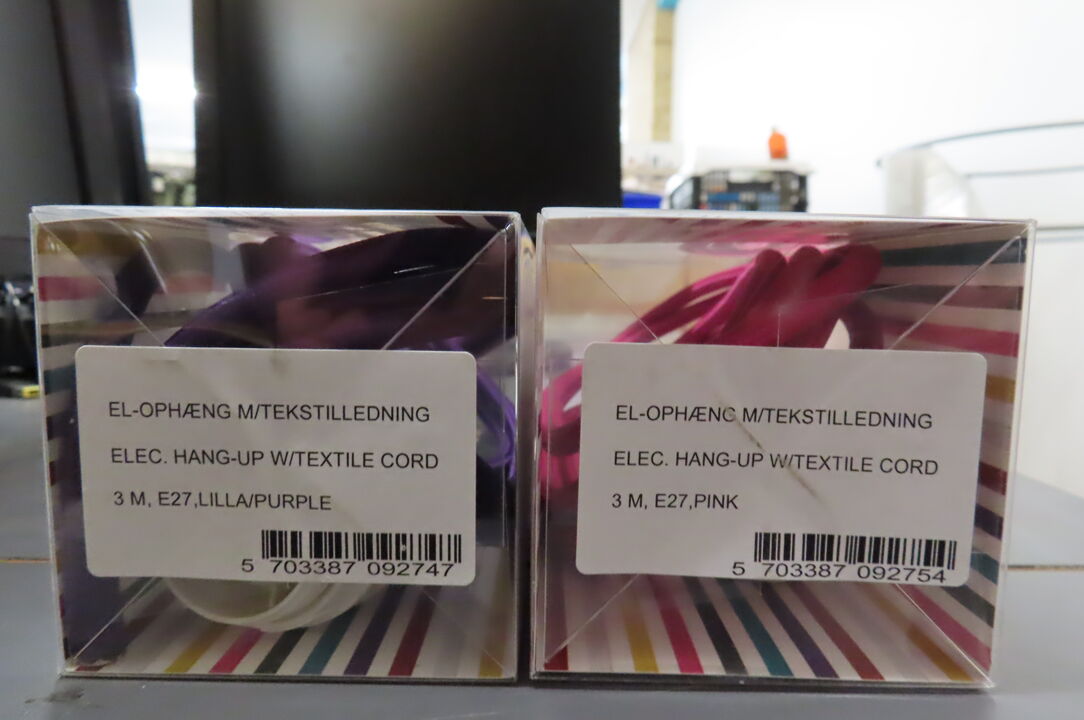 EL-OPHÆNG M/TEKSTILLEDNING
ELEC. HANG-UP W/TEXTILE CORD
3 M, E27,LILLA/PURPLE
5 703387 092747
EL-OPHÆNG M/TEKSTILLEDNING
ELEC. HANG-UP W/TEXTILE CORD
3 M, E27,PINK
5 703387 092754